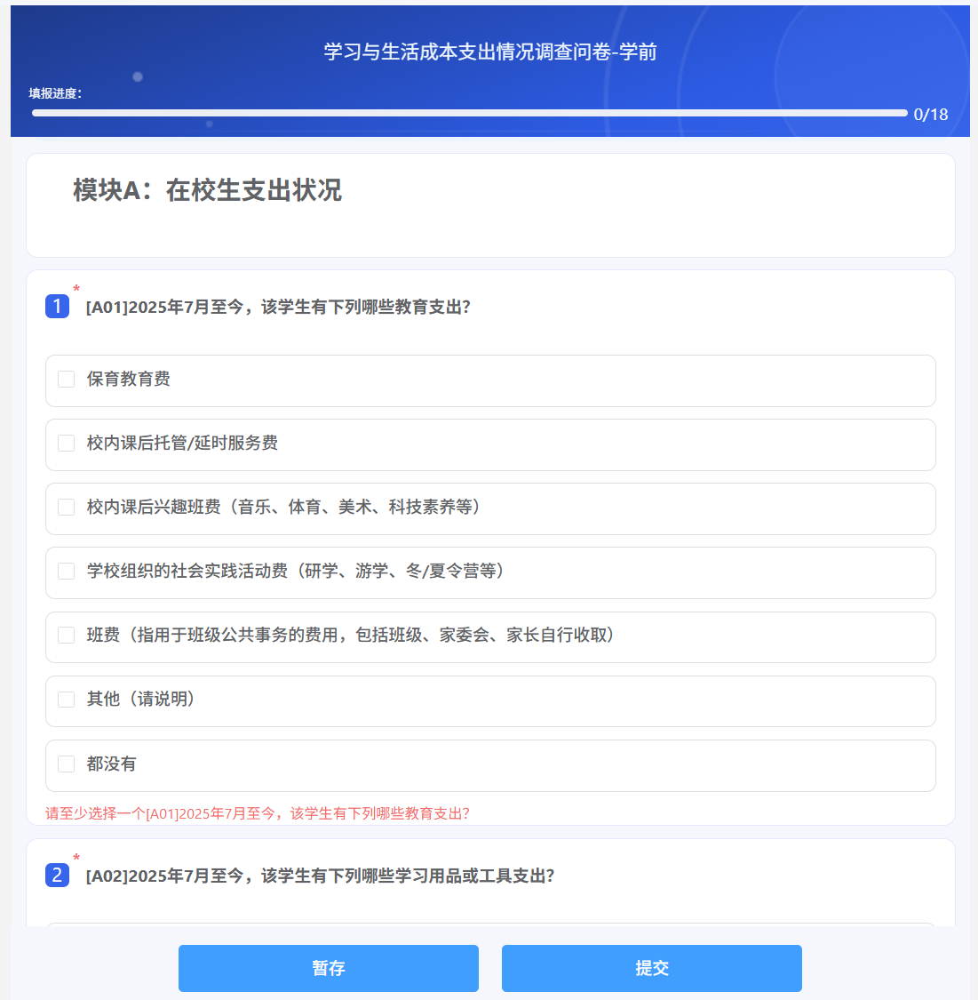 学习与生活成本支出情况调查问卷-学前
填报进度：
0/18
模块A：在校生支出状况
1
*
[A01]2025年7月至今，该学生有下列哪些教育支出？
保育教育费
校内课后托管/延时服务费
校内课后兴趣班费（音乐、体育、美术、科技素养等）
学校组织的社会实践活动费（研学、游学、冬/夏令营等）
班费（指用于班级公共事务的费用，包括班级、家委会、家长自行收取）
其他（请说明）
都没有
请至少选择一个[A01]2025年7月至今，该学生有下列哪些教育支出？
2
*
[A02]2025年7月至今，该学生有下列哪些学习用品或工具支出？
暂存
提交